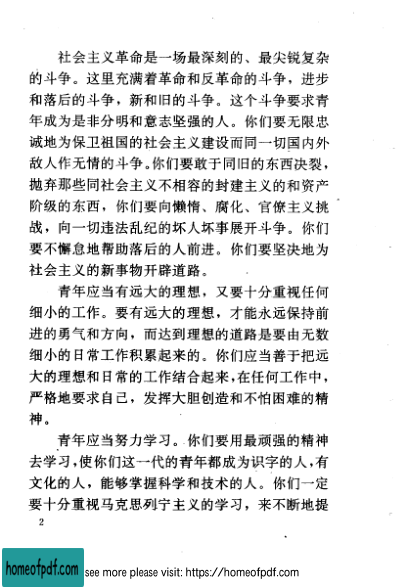 社会主义革命是一场最深刻的、最尖锐复杂
的斗争。这里充满着革命和反革命的斗争，进步
和落后的斗争，新和旧的斗争。这个斗争要求青
年成为是非分明和意志坚强的人。你们要无限忠
诚地为保卫祖国的社会主义建设而同一切国内外
敌人作无情的斗争。你们要敢于同旧的东西决裂，
抛弃那些同社会主义不相容的封建主义的和资产
阶级的东西，你们要向懒惰、腐化、官僚主义挑
战，向一切违法乱纪的坏人坏事展开斗争。你们
要不懈怠地帮助落后的人前进。你们要坚决地为
社会主义的新事物开辟道路。
青年应当有远大的理想，又要十分重视任何
细小的工作。要有远大的理想，才能永远保持前
进的勇气和方向，而达到理想的道路是要由无数
细小的日常工作积累起来的。你们应当善于把远
大的理想和日常的工作结合起来，在任何工作中，
严格地要求自己，发挥大胆创造和不怕困难的精
神。
青年应当努力学习。你们要用最顽强的精神
去学习，使你们这一代的青年都成为识字的人，有
文化的人，能够掌握科学和技术的人。你们一定
要十分重视马克思列宁主义的学习，来不断地提
2
homeofpdf.com
see more please visit: https://homeofpdf.com